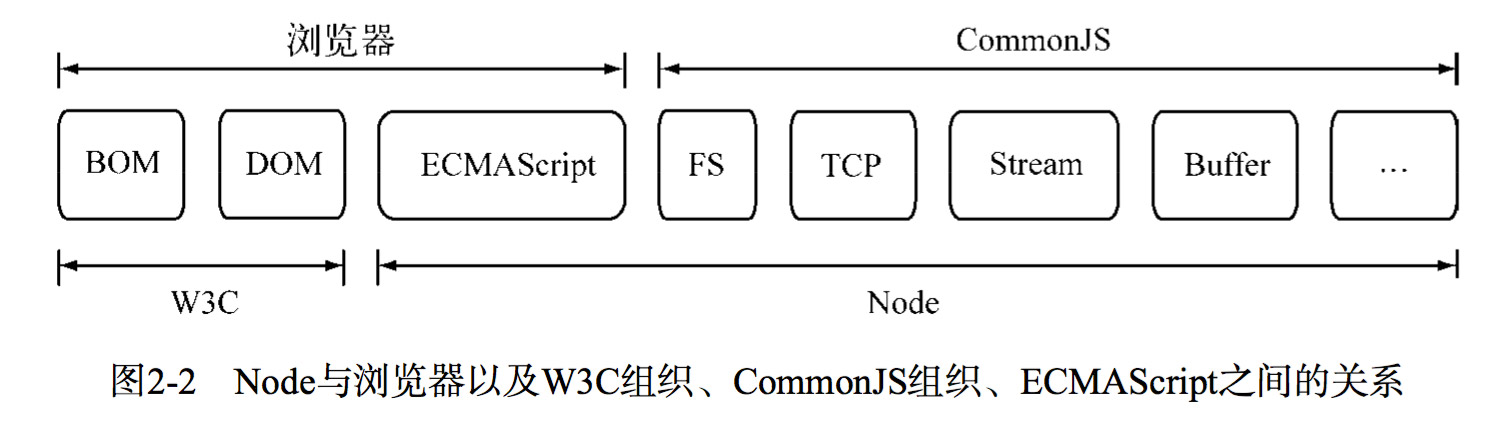 浏览器
CommonJS
BOM
DOM
ECMAScript
FS
TCP
Stream
Buffer
…
W3C
Node
图2-2 Node与浏览器以及W3C组织、CommonJS组织、ECMAScript之间的关系